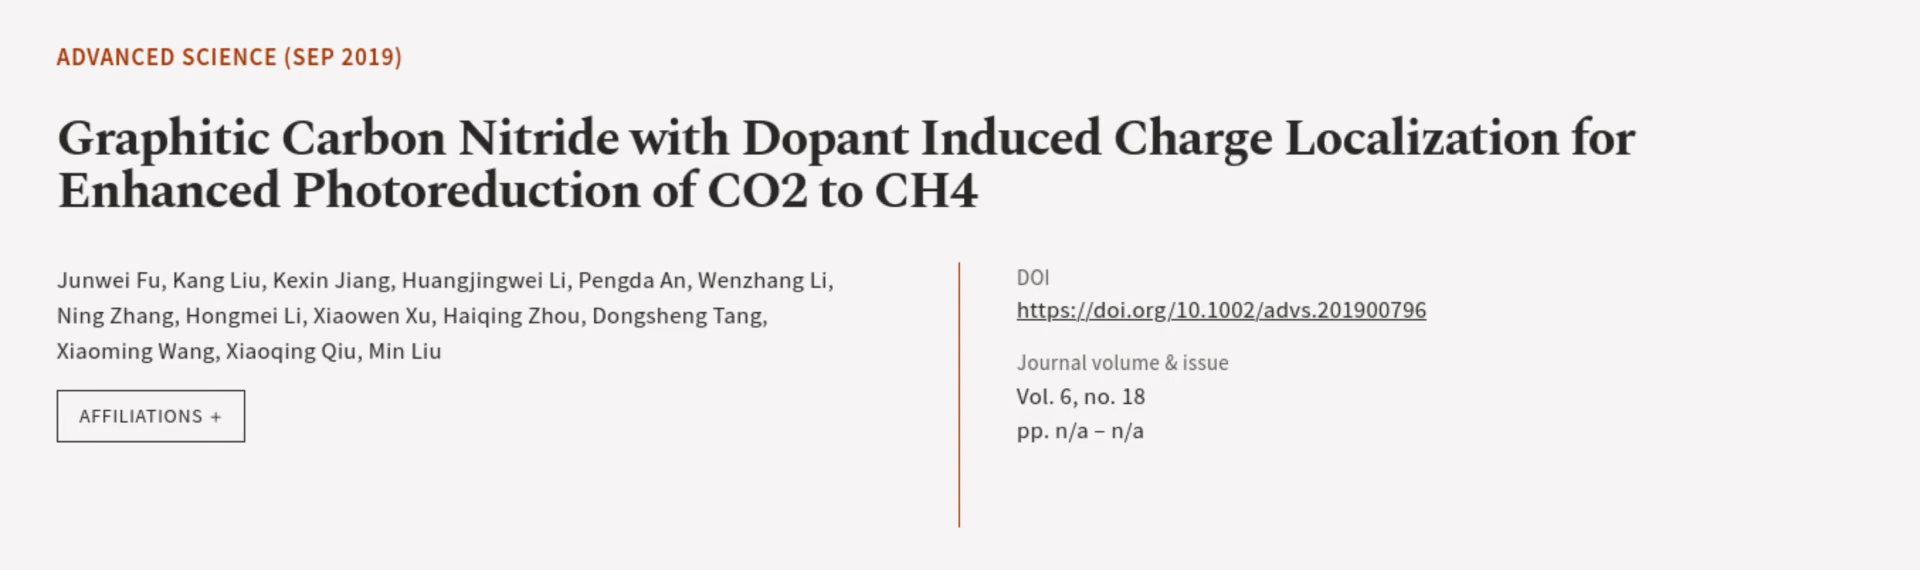 ADVANCED SCIENCE (SEP 2019)
Graphitic Carbon Nitride with Dopant Induced Charge Localization for
Enhanced Photoreduction of CO2 to CH4
Junwei Fu, Kang Liu, Kexin Jiang, Huangjingwei Li, Pengda An, Wenzhang Li,
Ning Zhang, Hongmei Li, Xiaowen Xu, Haiqing Zhou, Dongsheng Tang,
Xiaoming Wang, Xiaoqing Qiu, Min Liu
AFFILIATIONS +
DOI
https://doi.org/10.1002/advs.201900796
Journal volume & issue
Vol. 6, no. 18
pp. n/a – n/a